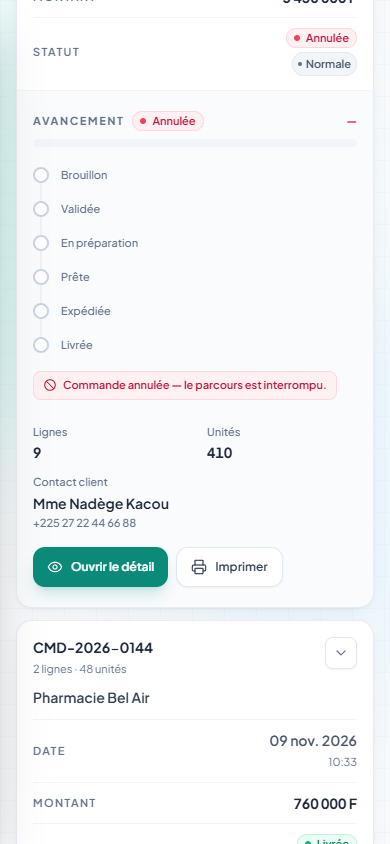 STATUT
Annulée
Normale
AVANCEMENT Annulée
Brouillon
Validée
En préparation
Prête
Expédiée
Livrée
Commande annulée — le parcours est interrompu.
Lignes Unités
9 410
Contact client
Mme Nadège Kacou
+225 27 22 44 66 88
Ouvrir le détail Imprimer
CMD-2026-0144
2 lignes · 48 unités
Pharmacie Bel Air
DATE 09 nov. 2026
10:33
MONTANT 760 000 F
Livrée